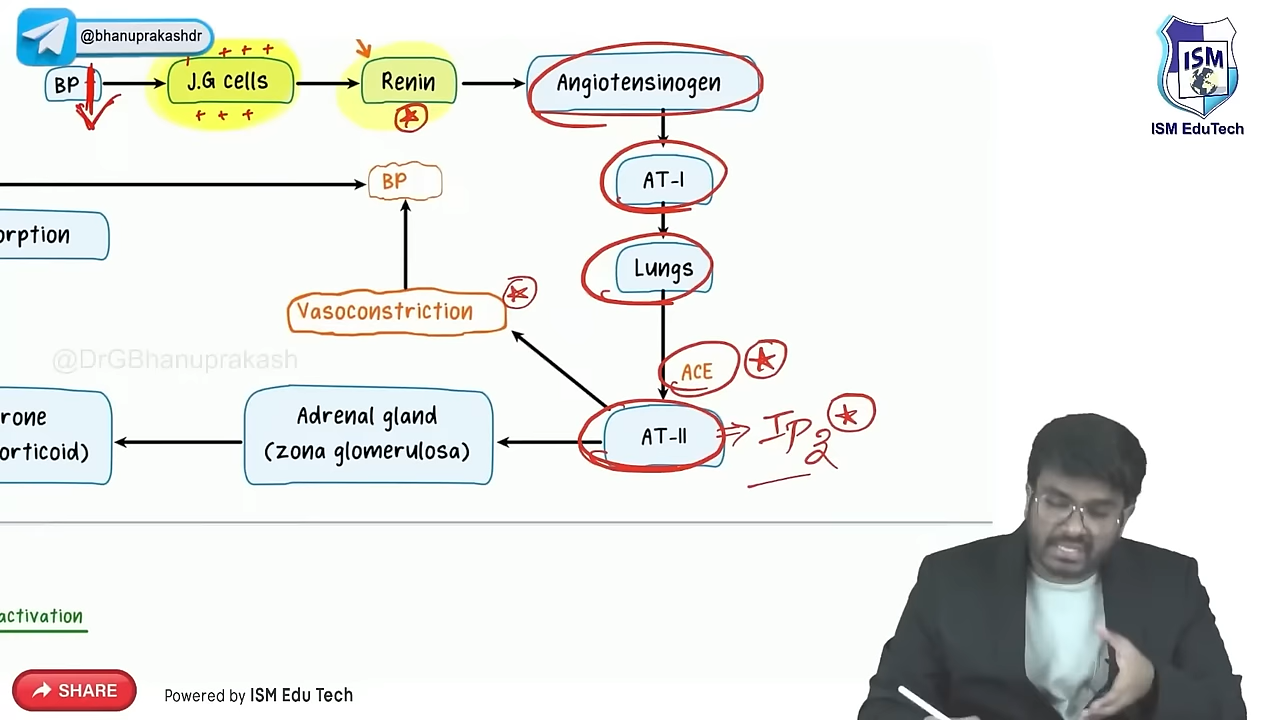 @bhanuprakashdr
BP
J.G cells
Renin
Angiotensinogen
ISM
ISM EduTech
+ + +
+ + +
AT-I
BP
orption
Lungs
Vasoconstriction
@DrGBhanuprakash
ACE
rone
orticoid)
Adrenal gland
(zona glomerulosa)
AT-II
IP3
activation
SHARE
Powered by ISM Edu Tech